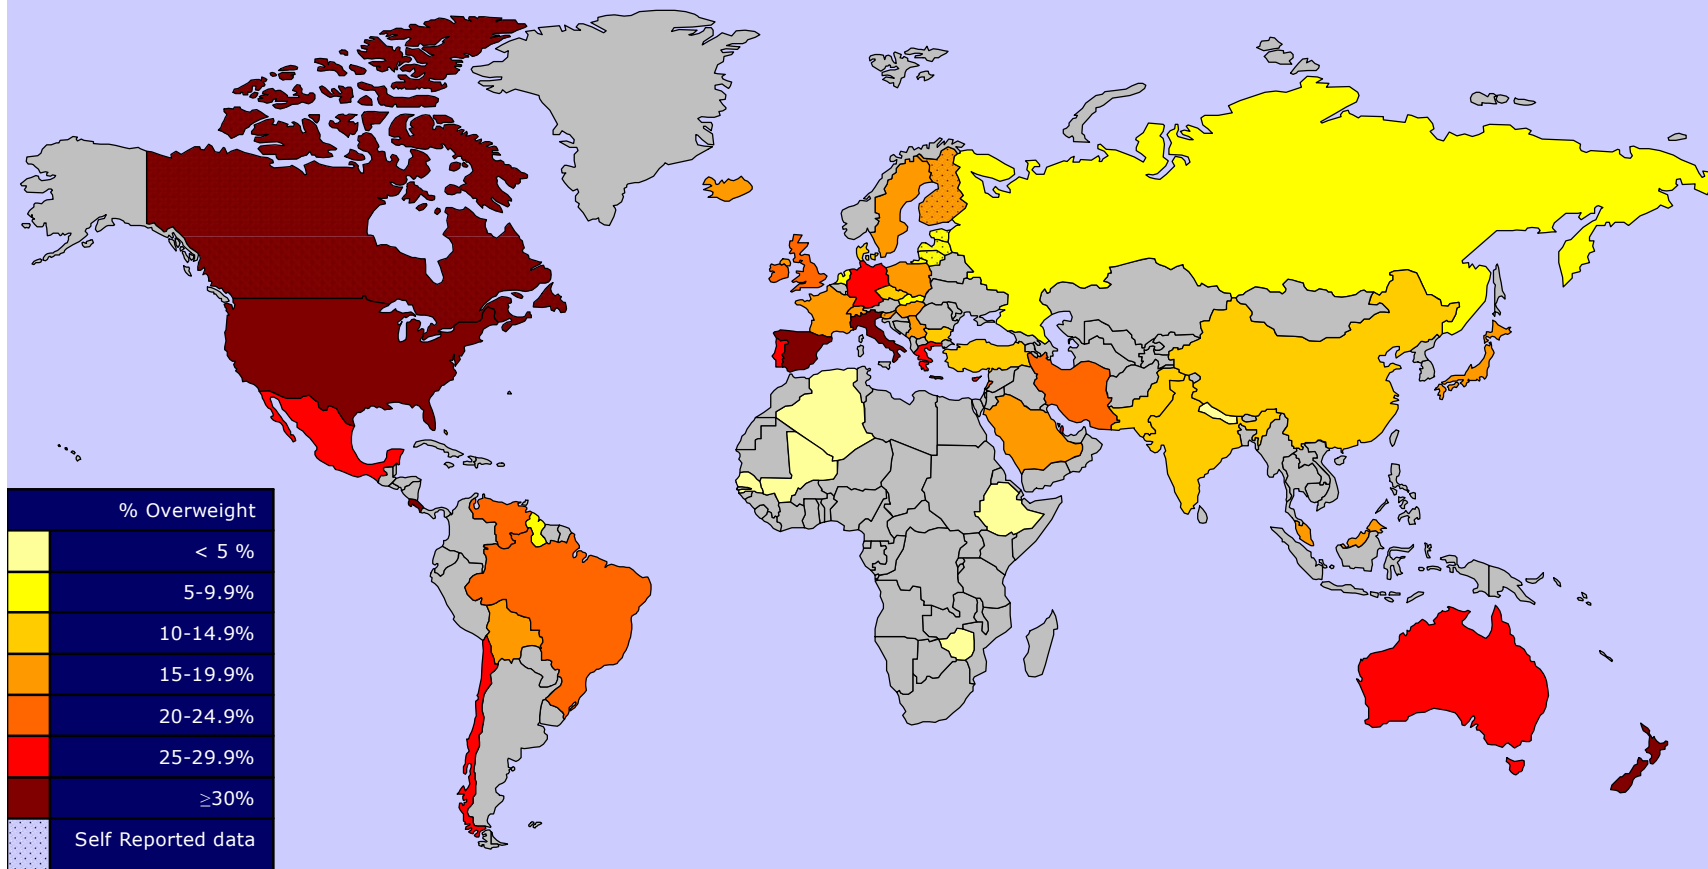 % Overweight
< 5 %
5-9.9%
10-14.9%
15-19.9%
20-24.9%
25-29.9%
≥30%
Self Reported data